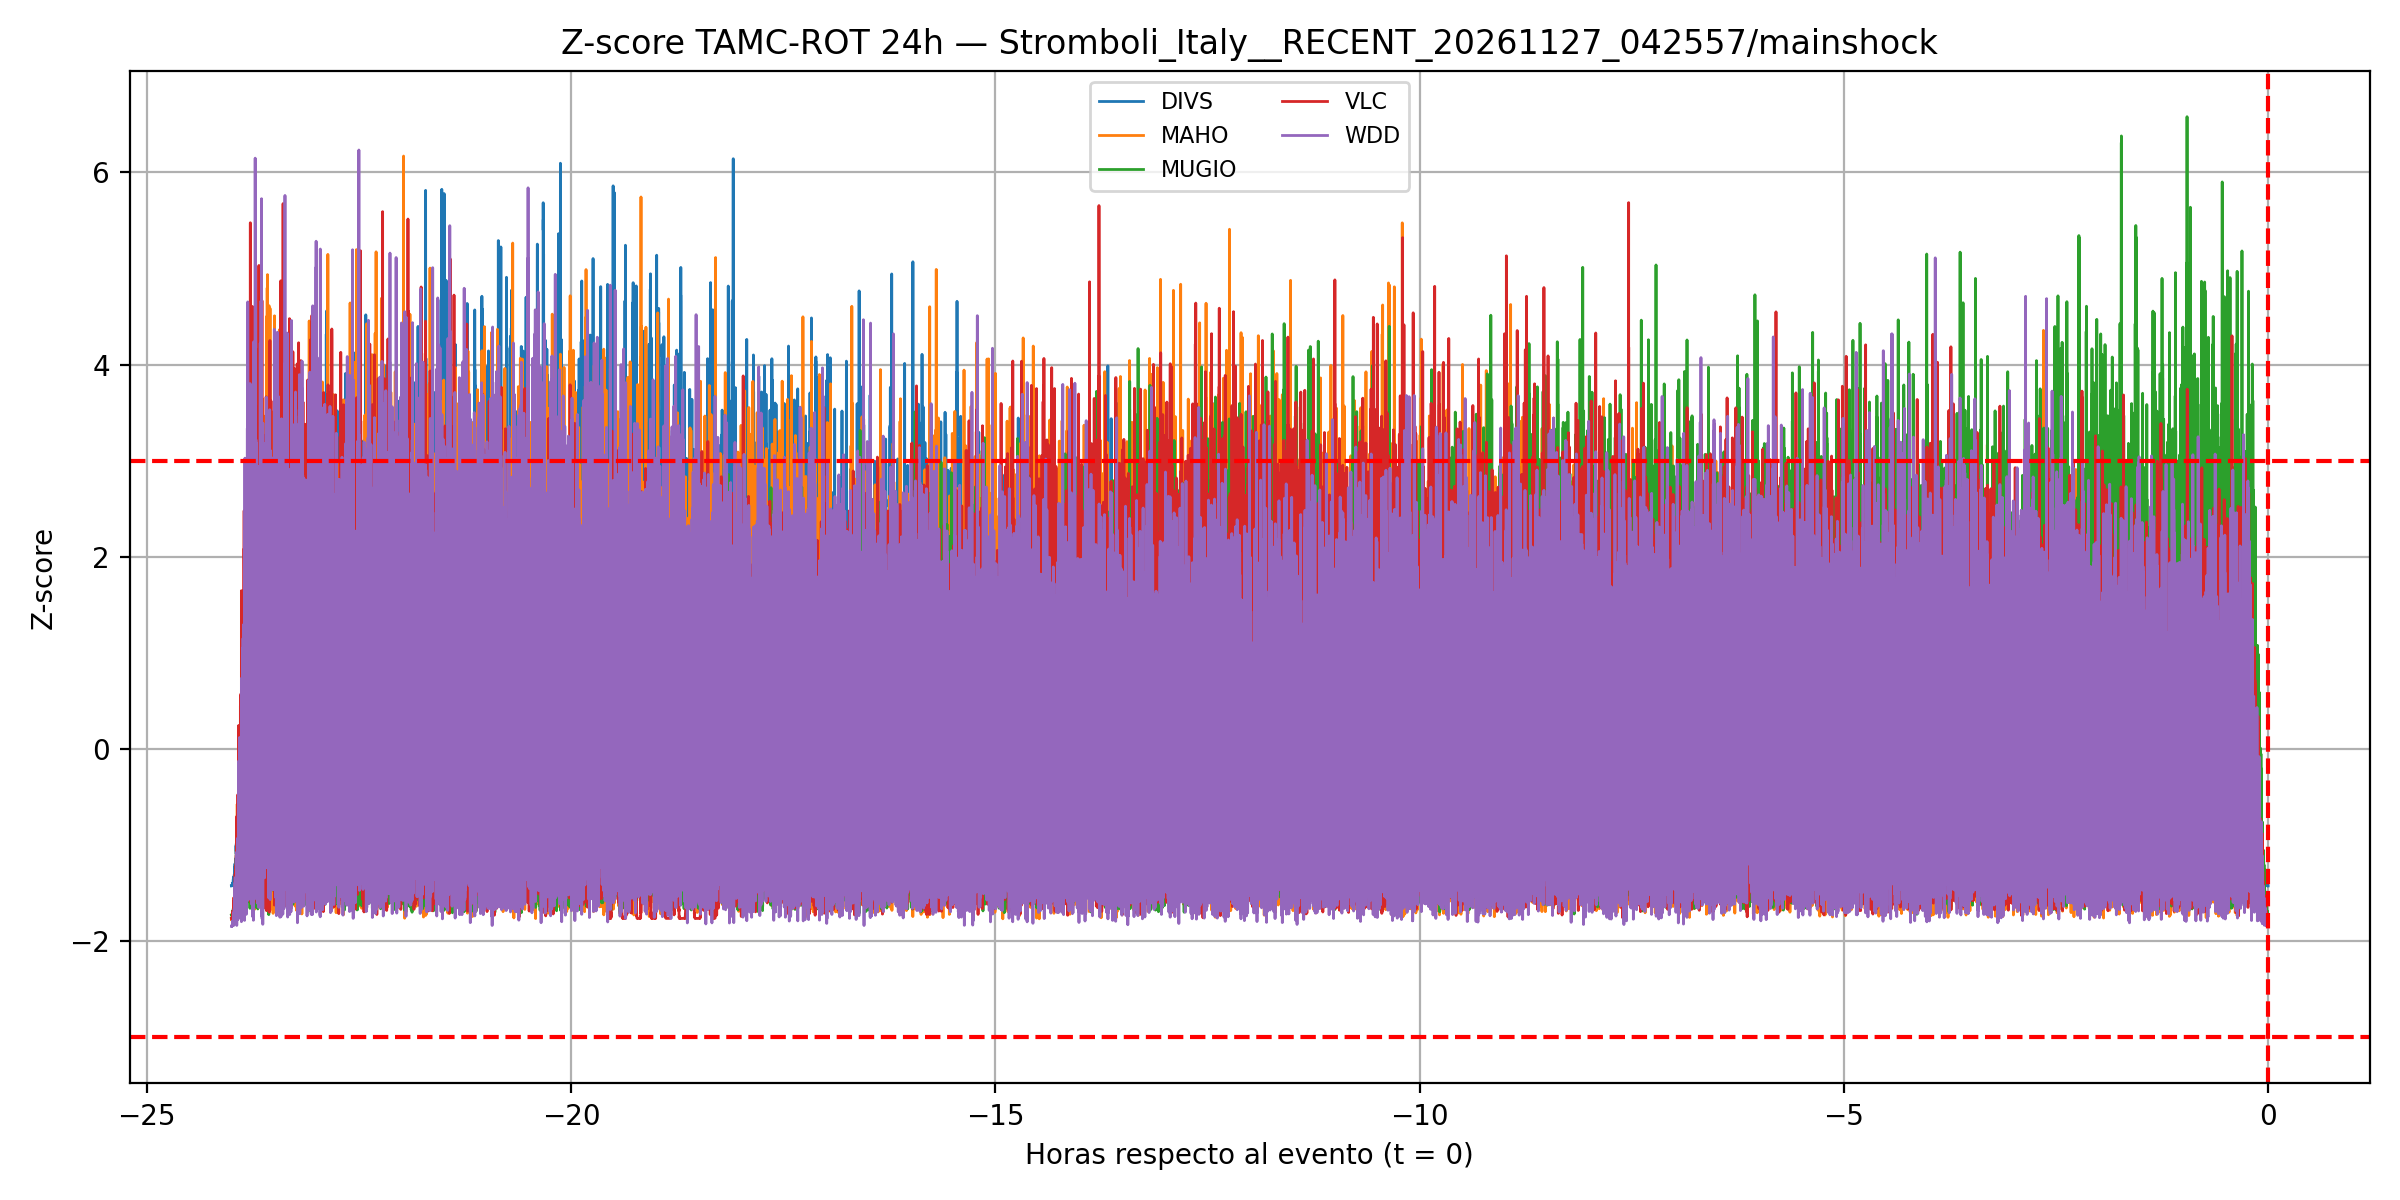 Z-score TAMC-ROT 24h — Stromboli_Italy__RECENT_20261127_042557/mainshock
DIVS
MAHO
MUGIO
VLC
WDD
Z-score
6
4
2
0
−2
−25
−20
−15
−10
−5
0
Horas respecto al evento (t = 0)